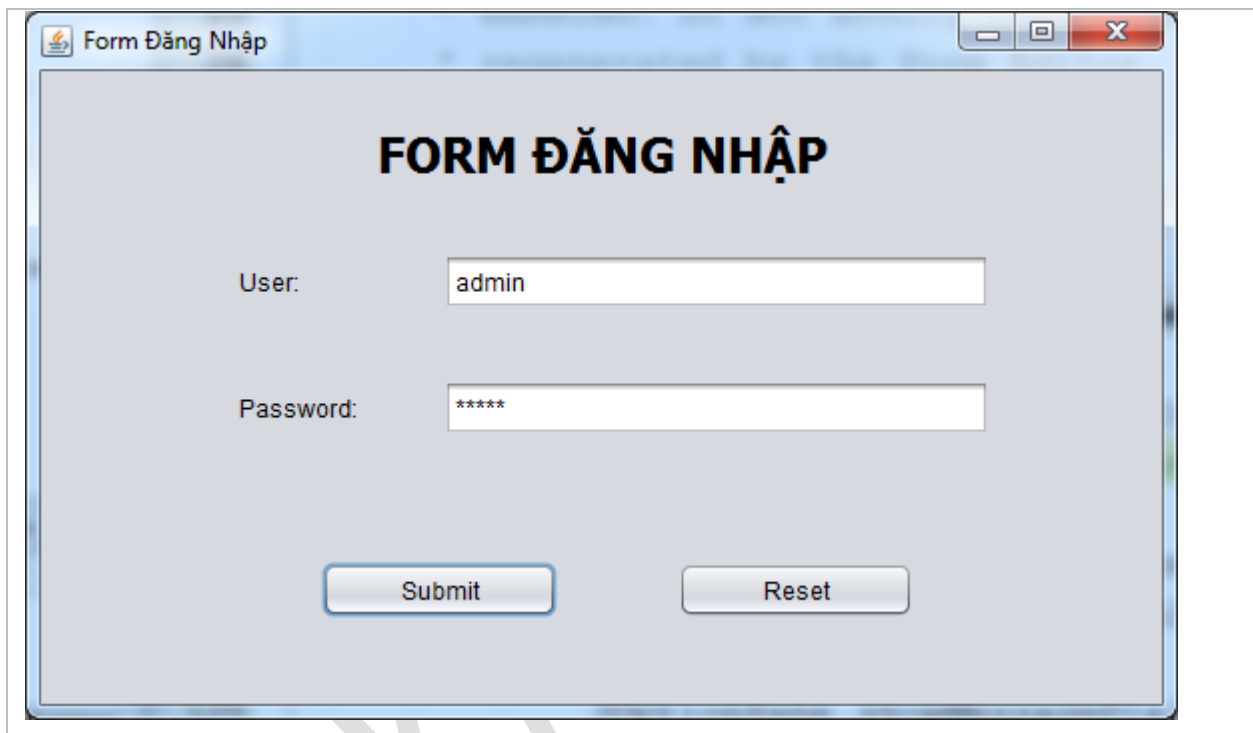 Form Đăng Nhập
FORM ĐĂNG NHẬP
User: admin
Password: *****
Submit Reset